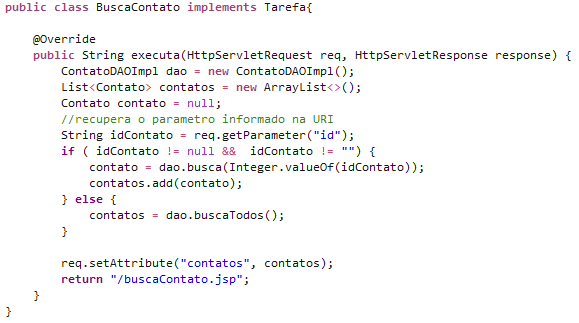 public class BuscaContato implements Tarefa{
@Override
public String executa(HttpServletRequest req, HttpServletResponse response) {
ContatoDAOImpl dao = new ContatoDAOImpl();
List<Contato> contatos = new ArrayList<>();
Contato contato = null;
//recupera o parametro informado na URI
String idContato = req.getParameter("id");
if ( idContato != null &&  idContato != "") {
contato = dao.busca(Integer.valueOf(idContato));
contatos.add(contato);
} else {
contatos = dao.buscaTodos();
}
req.setAttribute("contatos", contatos);
return "/buscaContato.jsp";
}
}